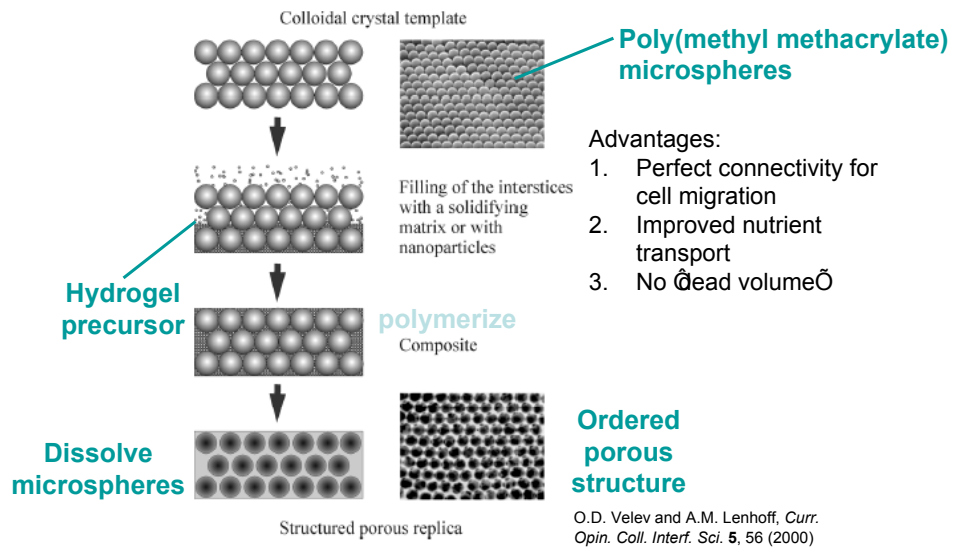 Colloidal crystal template
Poly(methyl methacrylate)
microspheres
Advantages:
1. Perfect connectivity for
cell migration
2. Improved nutrient
transport
3. No Ôdead volumeÕ
Filling of the interstices
with a solidifying
matrix or with
nanoparticles
Hydrogel
precursor
polymerize
Composite
Dissolve
microspheres
Ordered
porous
structure
Structured porous replica
O.D. Velev and A.M. Lenhoff, Curr.
Opin. Coll. Interf. Sci. 5, 56 (2000)